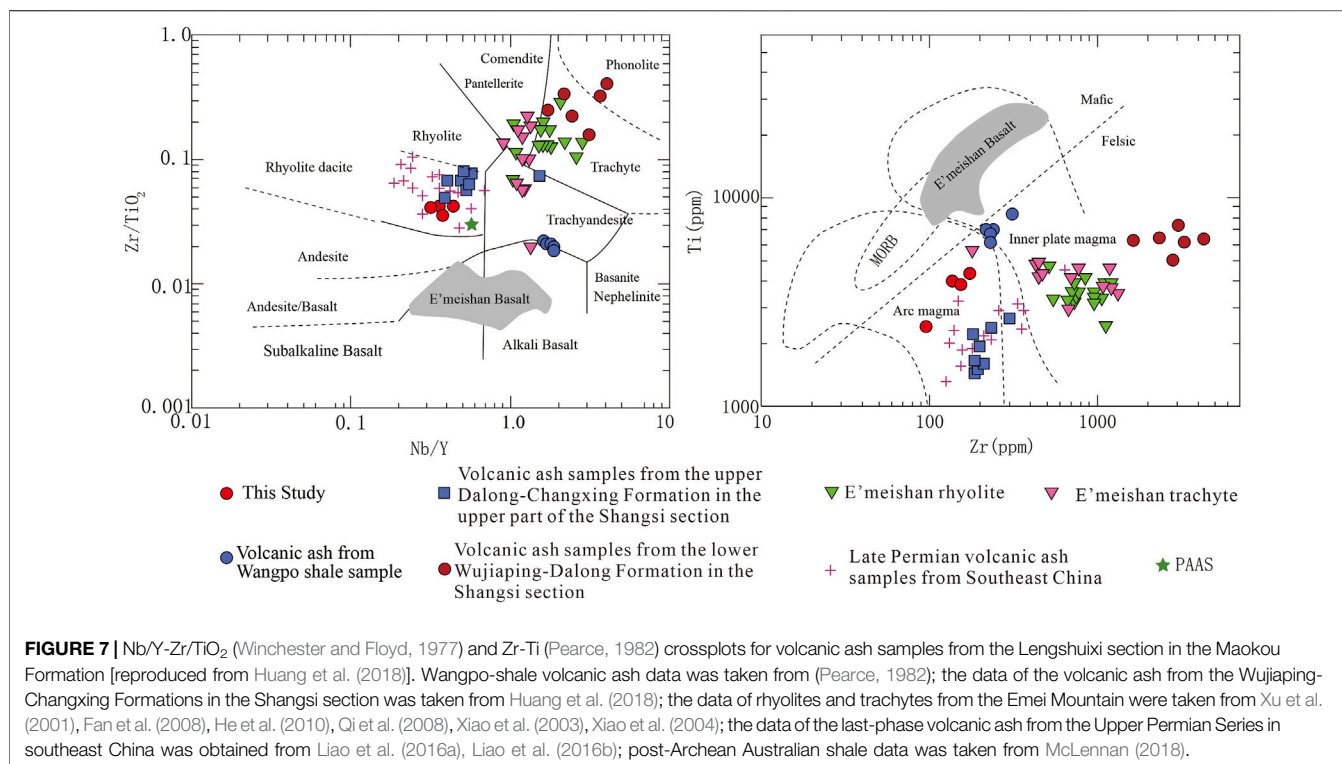 1.0
0.1
0.01
0.001
Zr/TiO2
0.01
0.1
1.0
10
Nb/Y
Comendite
Phonolite
Pantellerite
Rhyolite
Rhyolite dacite
Trachyte
Trachyandesite
Andesite
Basanite
Nephelinite
E'meishan Basalt
Andesite/Basalt
Subalkaline Basalt
Alkali Basalt
10000
1000
Ti(ppm)
10
100
1000
Zr(ppm)
Mafic
Felsic
E'meishan Basalt
MORB
Inner plate magma
Arc magma
This Study
Volcanic ash samples from the upper
Dalong-Changxing Formation in the
upper part of the Shangsi section
E'meishan rhyolite
E'meishan trachyte
Volcanic ash from
Wangpo shale sample
Volcanic ash samples from the lower
Wujiaping-Dalong Formation in the
Shangsi section
Late Permian volcanic ash
samples from Southeast China
PAAS
FIGURE 7 | Nb/Y-Zr/TiO2 (Winchester and Floyd, 1977) and Zr-Ti (Pearce, 1982) crossplots for volcanic ash samples from the Lengshuixi section in the Maokou
Formation [reproduced from Huang et al. (2018)]. Wangpo-shale volcanic ash data was taken from (Pearce, 1982); the data of the volcanic ash from the Wujiaping-
Changxing Formations in the Shangsi section was taken from Huang et al. (2018); the data of rhyolites and trachytes from the Emei Mountain were taken from Xu et al.
(2001), Fan et al. (2008), He et al. (2010), Qi et al. (2008), Xiao et al. (2003), Xiao et al. (2004); the data of the last-phase volcanic ash from the Upper Permian Series in
southeast China was obtained from Liao et al. (2016a), Liao et al. (2016b); post-Archean Australian shale data was taken from McLennan (2018).